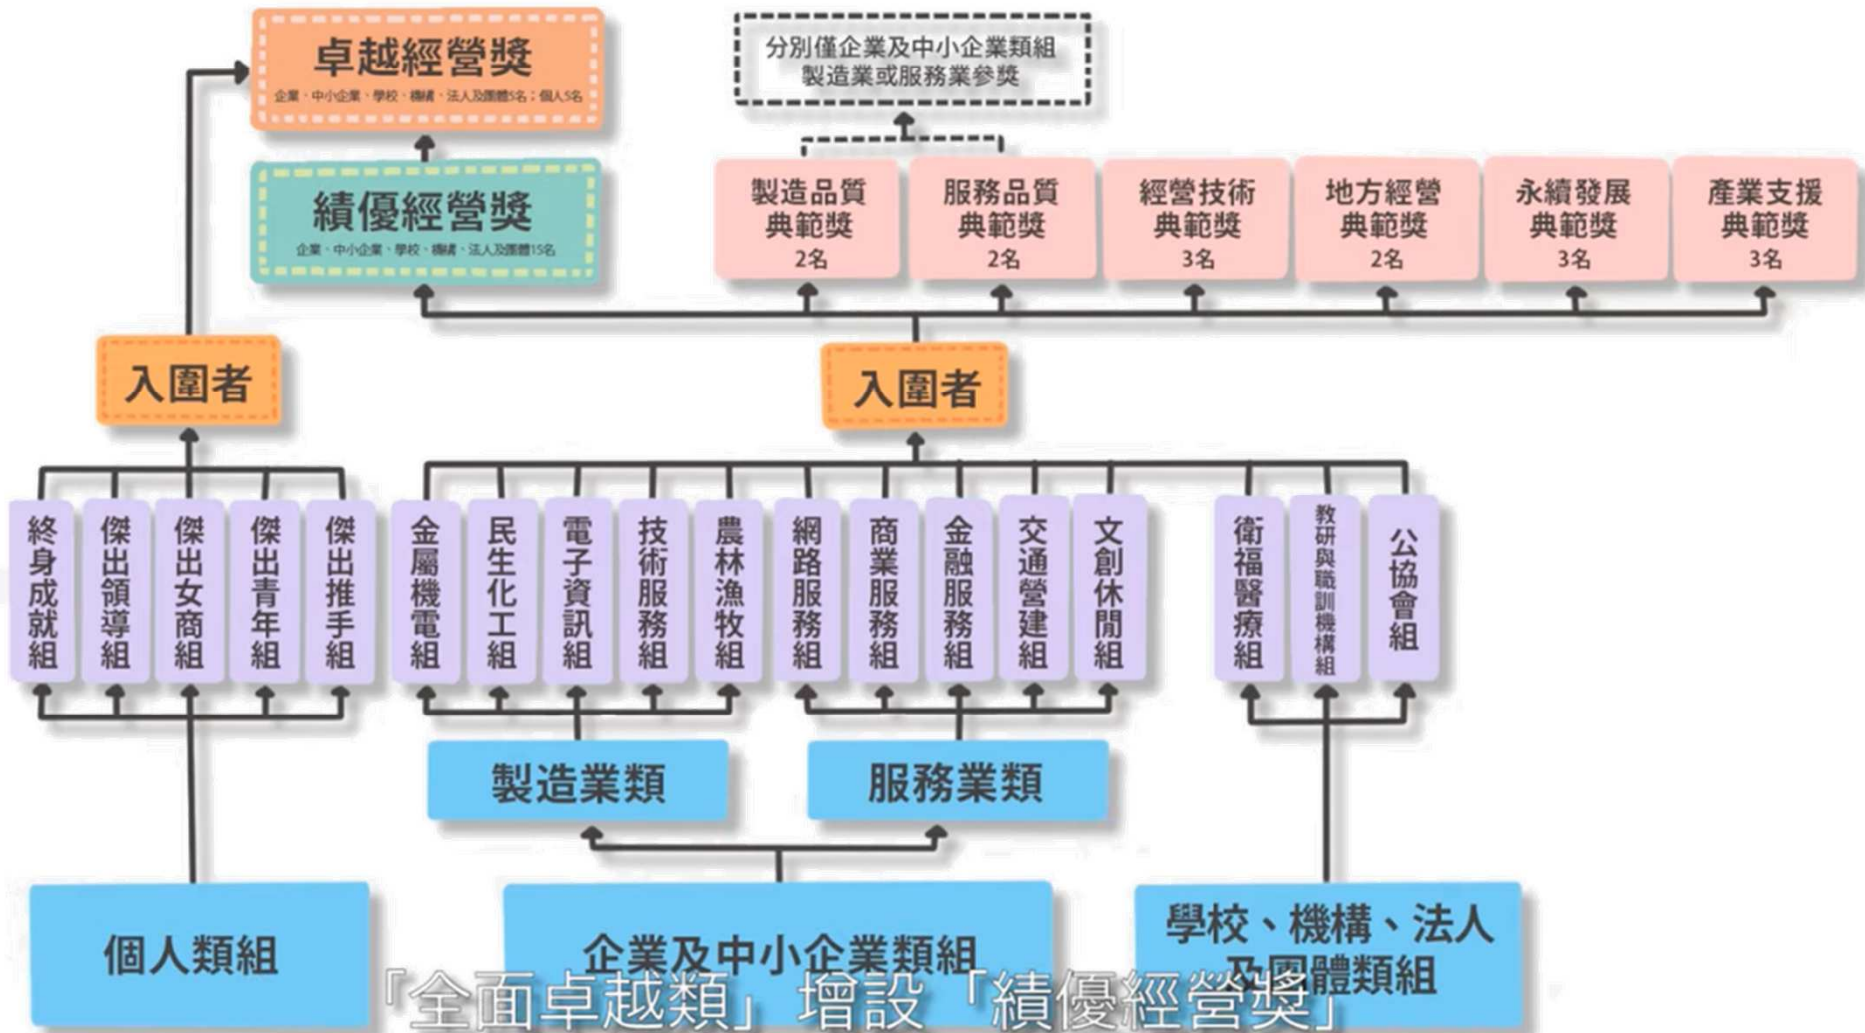 卓越經營獎
企業、中小企業、學校、機構、法人及團體5名；個人5名
分別僅企業及中小企業類組
製造業或服務業參獎
績優經營獎
企業、中小企業、學校、機構、法人及團體15名
製造品質
典範獎
2名
服務品質
典範獎
2名
經營技術
典範獎
3名
地方經營
典範獎
2名
永續發展
典範獎
3名
產業支援
典範獎
3名
入圍者
入圍者
終身成就組
傑出領導組
傑出女商組
傑出青年組
傑出推手組
金屬機電組
民生化工組
電子資訊組
技術服務組
農林漁牧組
網路服務組
商業服務組
金融服務組
交通營建組
文創休閒組
衛福醫療組
教研與職訓機構組
公協會組
製造業類
服務業類
個人類組
企業及中小企業類組
學校、機構、法人
及團體類組
「全面卓越類」增設「績優經營獎」